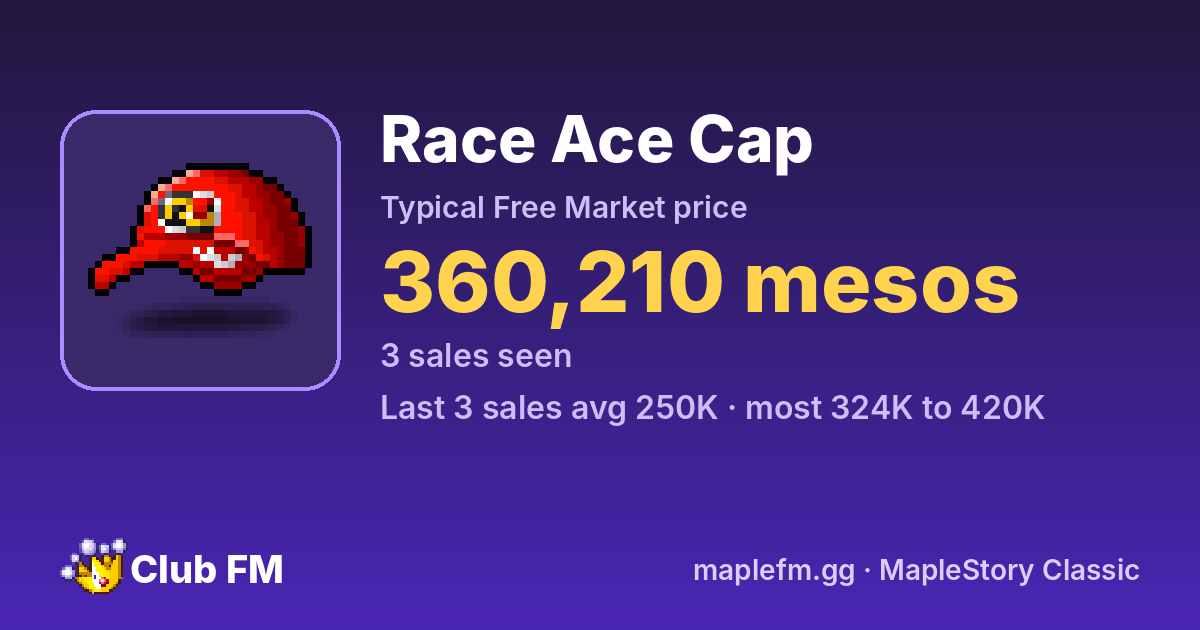 Race Ace Cap
Typical Free Market price
360,210 mesos
3 sales seen
Last 3 sales avg 250K · most 324K to 420K
Club FM
maplefm.gg · MapleStory Classic